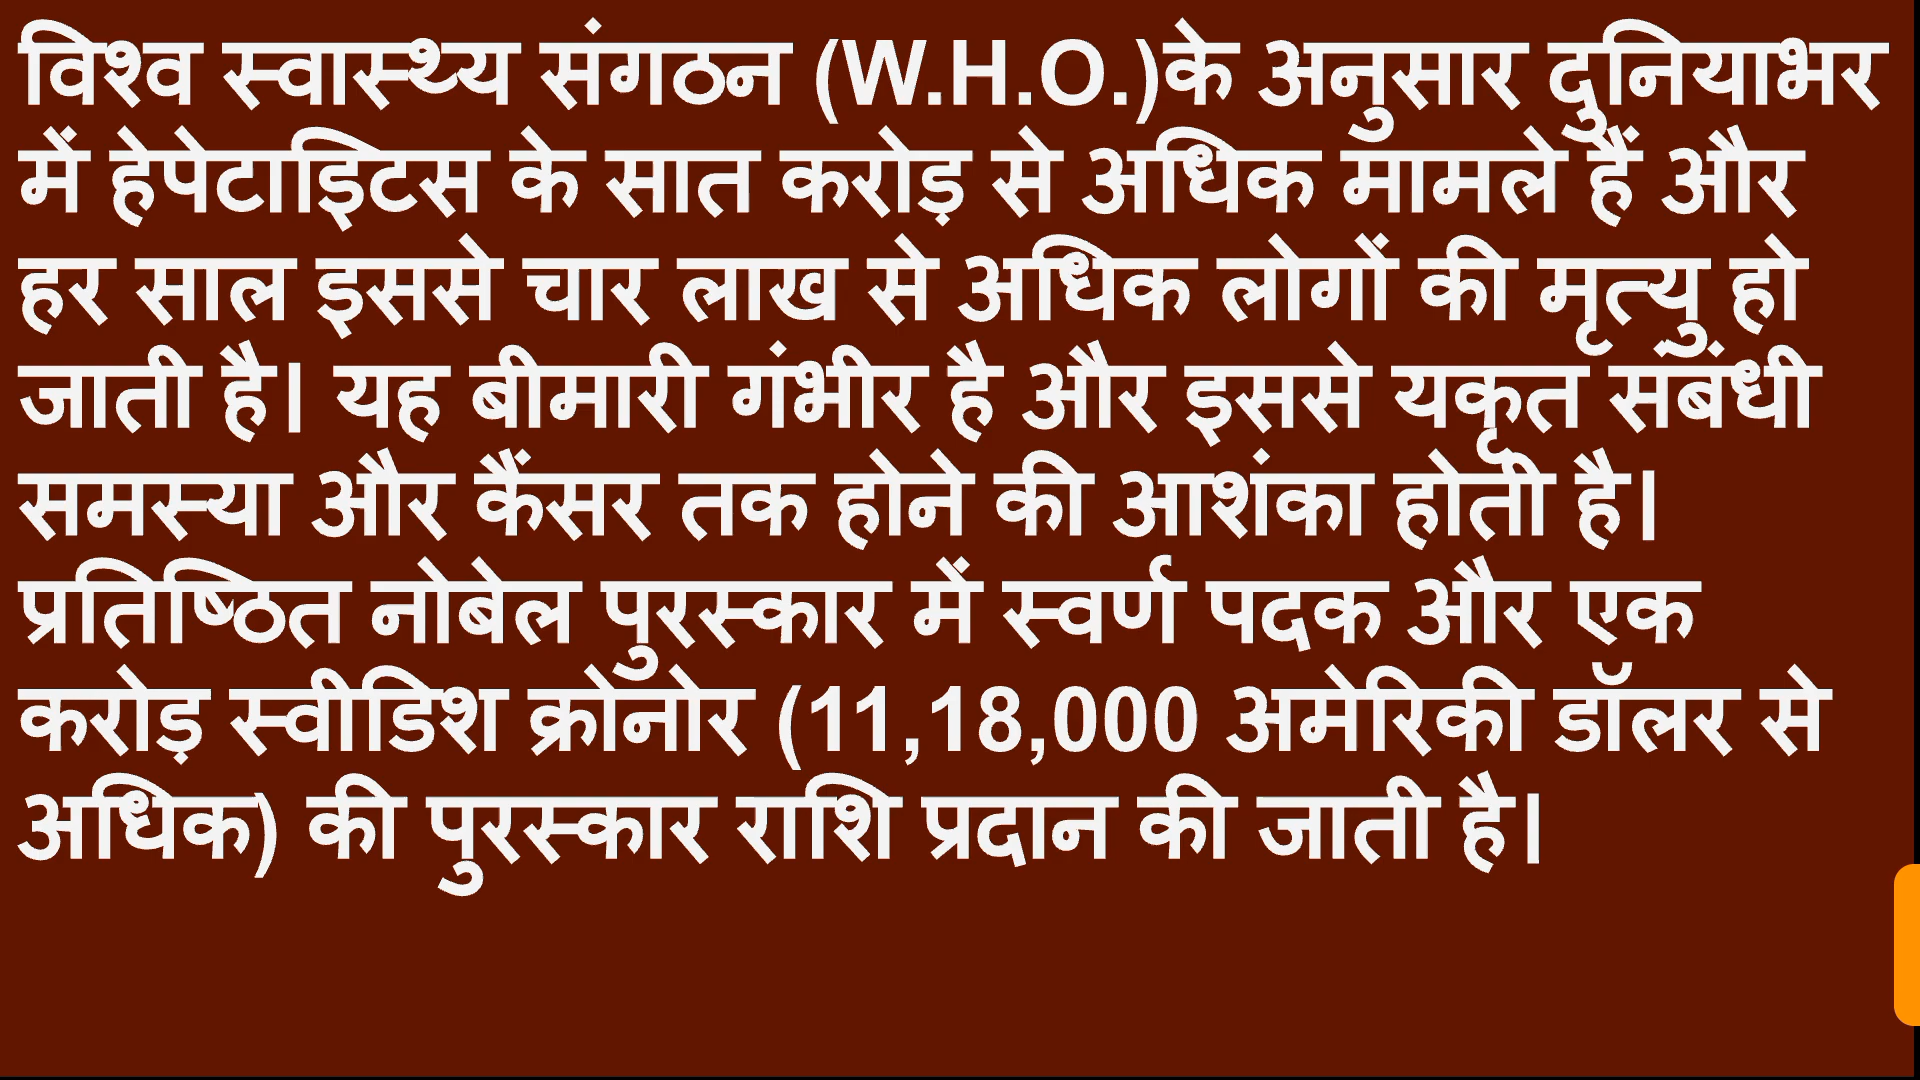 विश्व स्वास्थ्य संगठन (W.H.O.)के अनुसार दुनियाभर
में हेपेटाइटिस के सात करोड़ से अधिक मामले हैं और
हर साल इससे चार लाख से अधिक लोगों की मृत्यु हो
जाती है। यह बीमारी गंभीर है और इससे यकृत संबंधी
समस्या और कैंसर तक होने की आशंका होती है।
प्रतिष्ठित नोबेल पुरस्कार में स्वर्ण पदक और एक
करोड़ स्वीडिश क्रोनोर (11,18,000 अमेरिकी डॉलर से
अधिक) की पुरस्कार राशि प्रदान की जाती है।